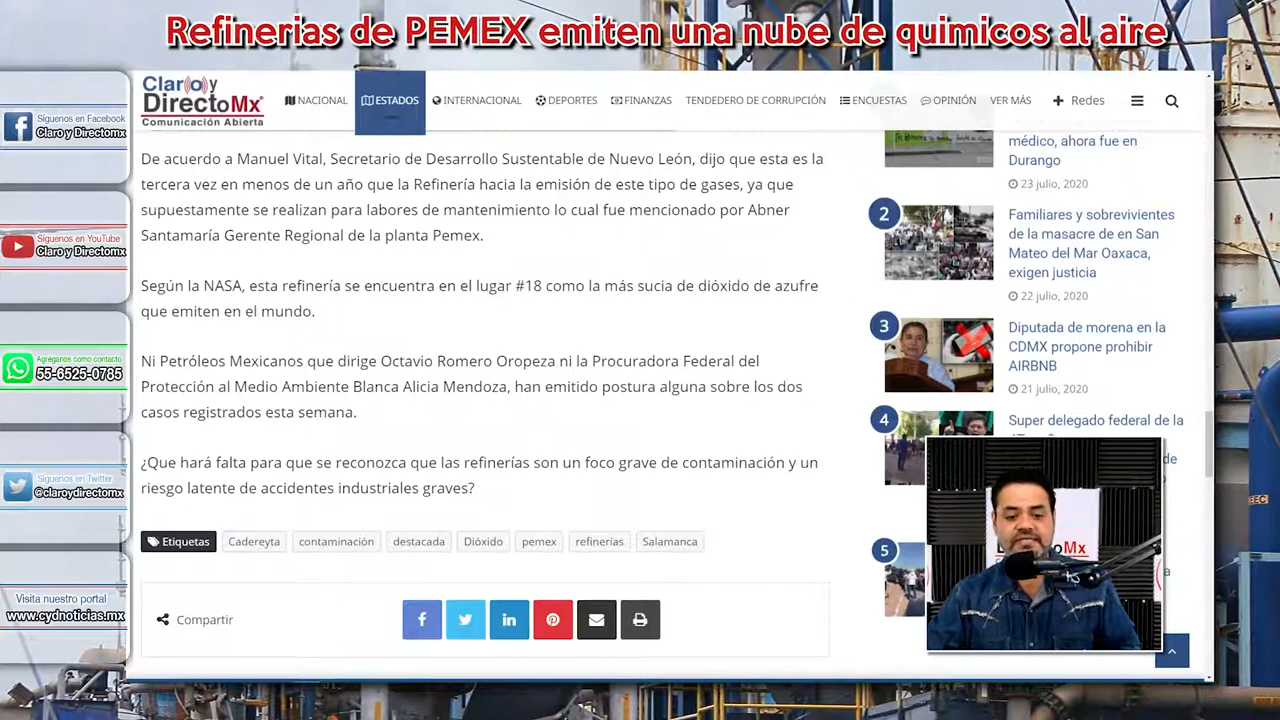 Refinerias de PEMEX emiten una nube de quimicos al aire
Síguenos en Facebook
Claro y Directomx
Síguenos en YouTube
Claro y Directomx
Agréganos como contacto
55-6525-0785
Síguenos en Twitter
@claroydirectomx
Visita nuestro portal
www.cydnoticias.mx
Claro y
DirectoMx
Comunicación Abierta
NACIONAL
ESTADOS
INTERNACIONAL
DEPORTES
FINANZAS
TENDEDERO DE CORRUPCIÓN
ENCUESTAS
OPINIÓN
VER MÁS
Redes
De acuerdo a Manuel Vital, Secretario de Desarrollo Sustentable de Nuevo León, dijo que esta es la
tercera vez en menos de un año que la Refinería hacia la emisión de este tipo de gases, ya que
supuestamente se realizan para labores de mantenimiento lo cual fue mencionado por Abner
Santamaría Gerente Regional de la planta Pemex.
Según la NASA, esta refinería se encuentra en el lugar #18 como la más sucia de dióxido de azufre
que emiten en el mundo.
Ni Petróleos Mexicanos que dirige Octavio Romero Oropeza ni la Procuradora Federal del
Protección al Medio Ambiente Blanca Alicia Mendoza, han emitido postura alguna sobre los dos
casos registrados esta semana.
¿Que hará falta para que se reconozca que las refinerías son un foco grave de contaminación y un
riesgo latente de accidentes industriales graves?
Etiquetas
Cadereyta
contaminación
destacada
Dióxido
pemex
refinerías
Salamanca
Compartir
médico, ahora fue en
Durango
23 julio, 2020
2
Familiares y sobrevivientes
de la masacre de en San
Mateo del Mar Oaxaca,
exigen justicia
22 julio, 2020
3
Diputada de morena en la
CDMX propone prohibir
AIRBNB
21 julio, 2020
4
Super delegado federal de la
de
5